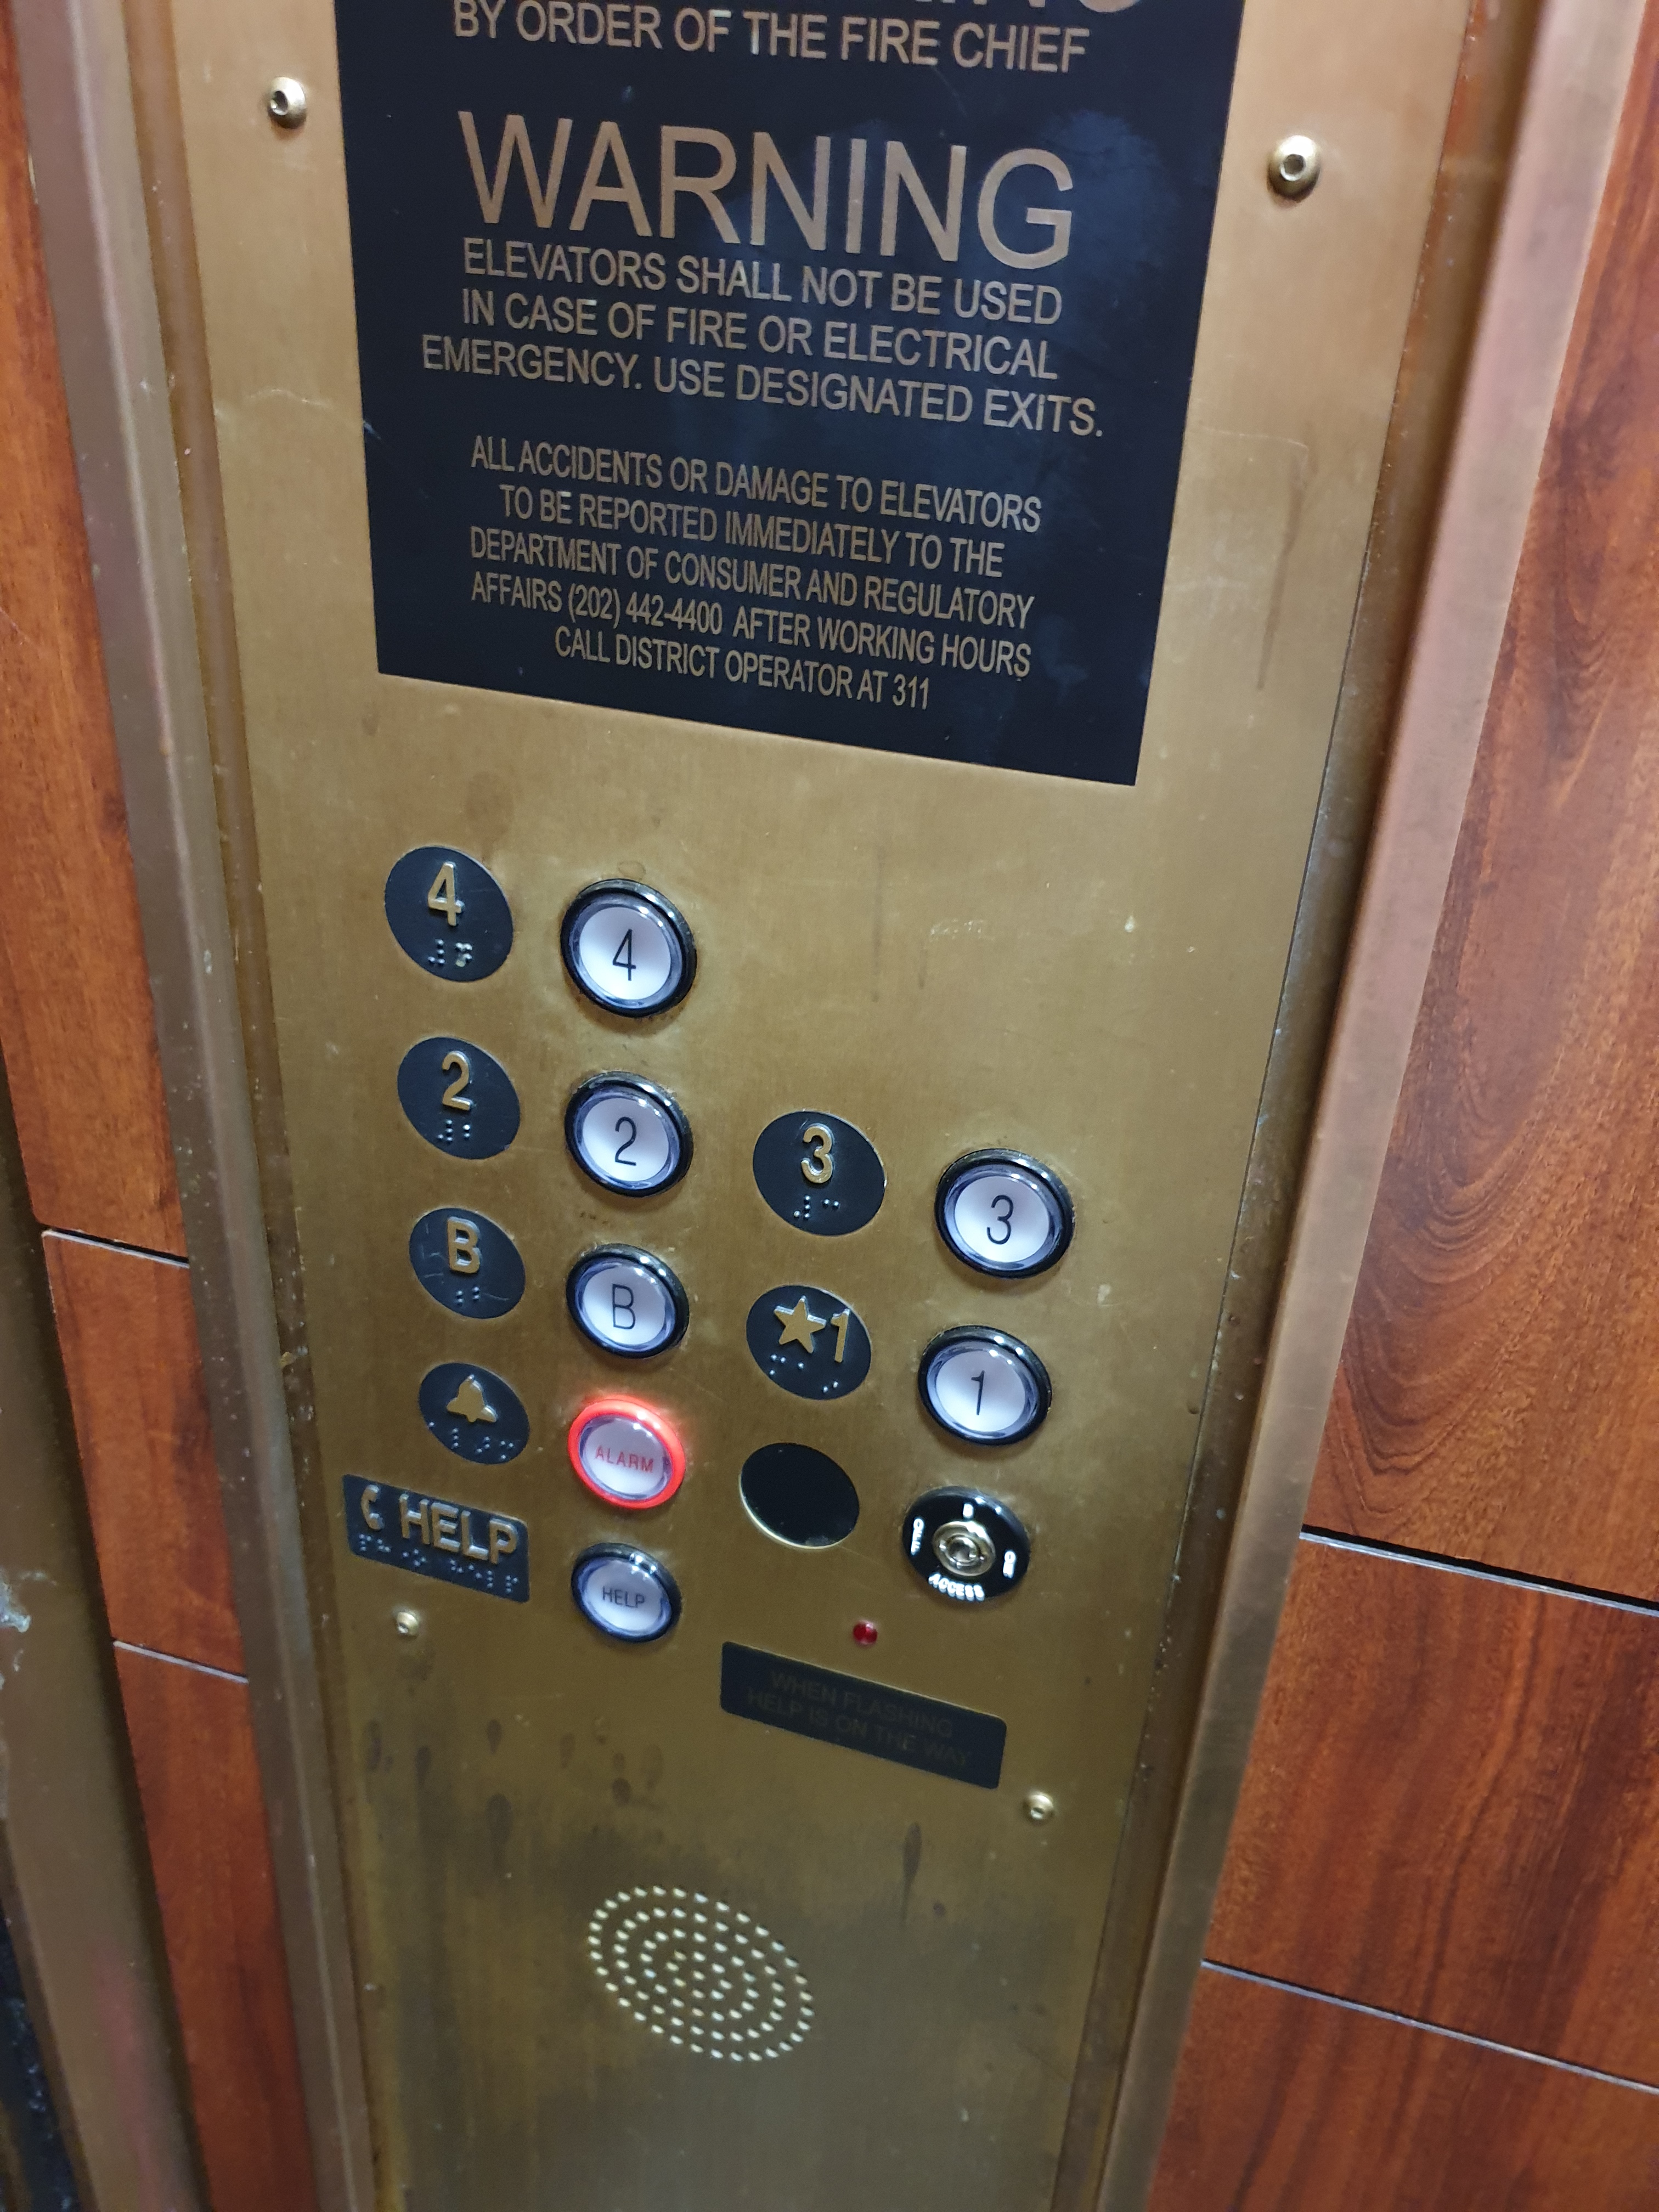 BY ORDER OF THE FIRE CHIEF
WARNING
ELEVATORS SHALL NOT BE USED
IN CASE OF FIRE OR ELECTRICAL
EMERGENCY. USE DESIGNATED EXITS.
ALL ACCIDENTS OR DAMAGE TO ELEVATORS
TO BE REPORTED IMMEDIATELY TO THE
DEPARTMENT OF CONSUMER AND REGULATORY
AFFAIRS (202) 442-4400 AFTER WORKING HOURS
CALL DISTRICT OPERATOR AT 311
4 4
2 2 3 3
B B ★1 1
ALARM
HELP HELP
ACCESS
WHEN FLASHING
HELP IS ON THE WAY